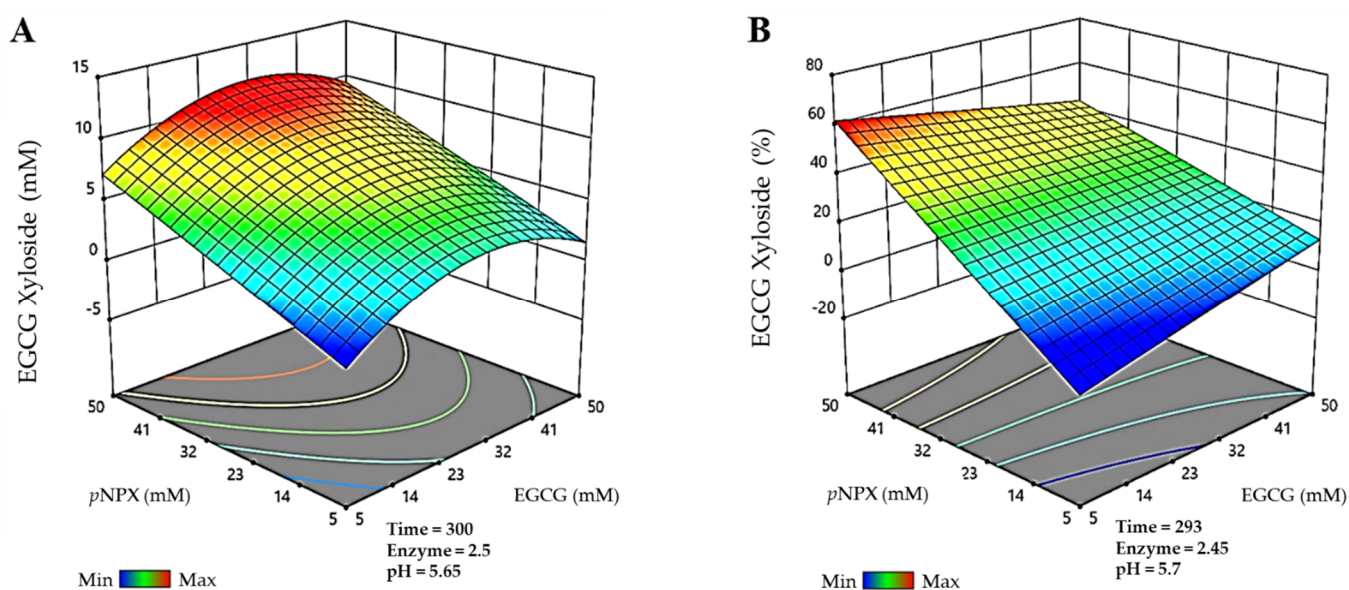 A
EGCG Xyloside (mM)
15
10
5
0
-5
50
41
32
23
14
5
pNPX (mM)
5
14
23
32
41
50
EGCG (mM)
Time = 300
Enzyme = 2.5
pH = 5.65
Min Max
B
EGCG Xyloside (%)
80
60
40
20
0
-20
50
41
32
23
14
5
pNPX (mM)
5
14
23
32
41
50
EGCG (mM)
Time = 293
Enzyme = 2.45
pH = 5.7
Min Max